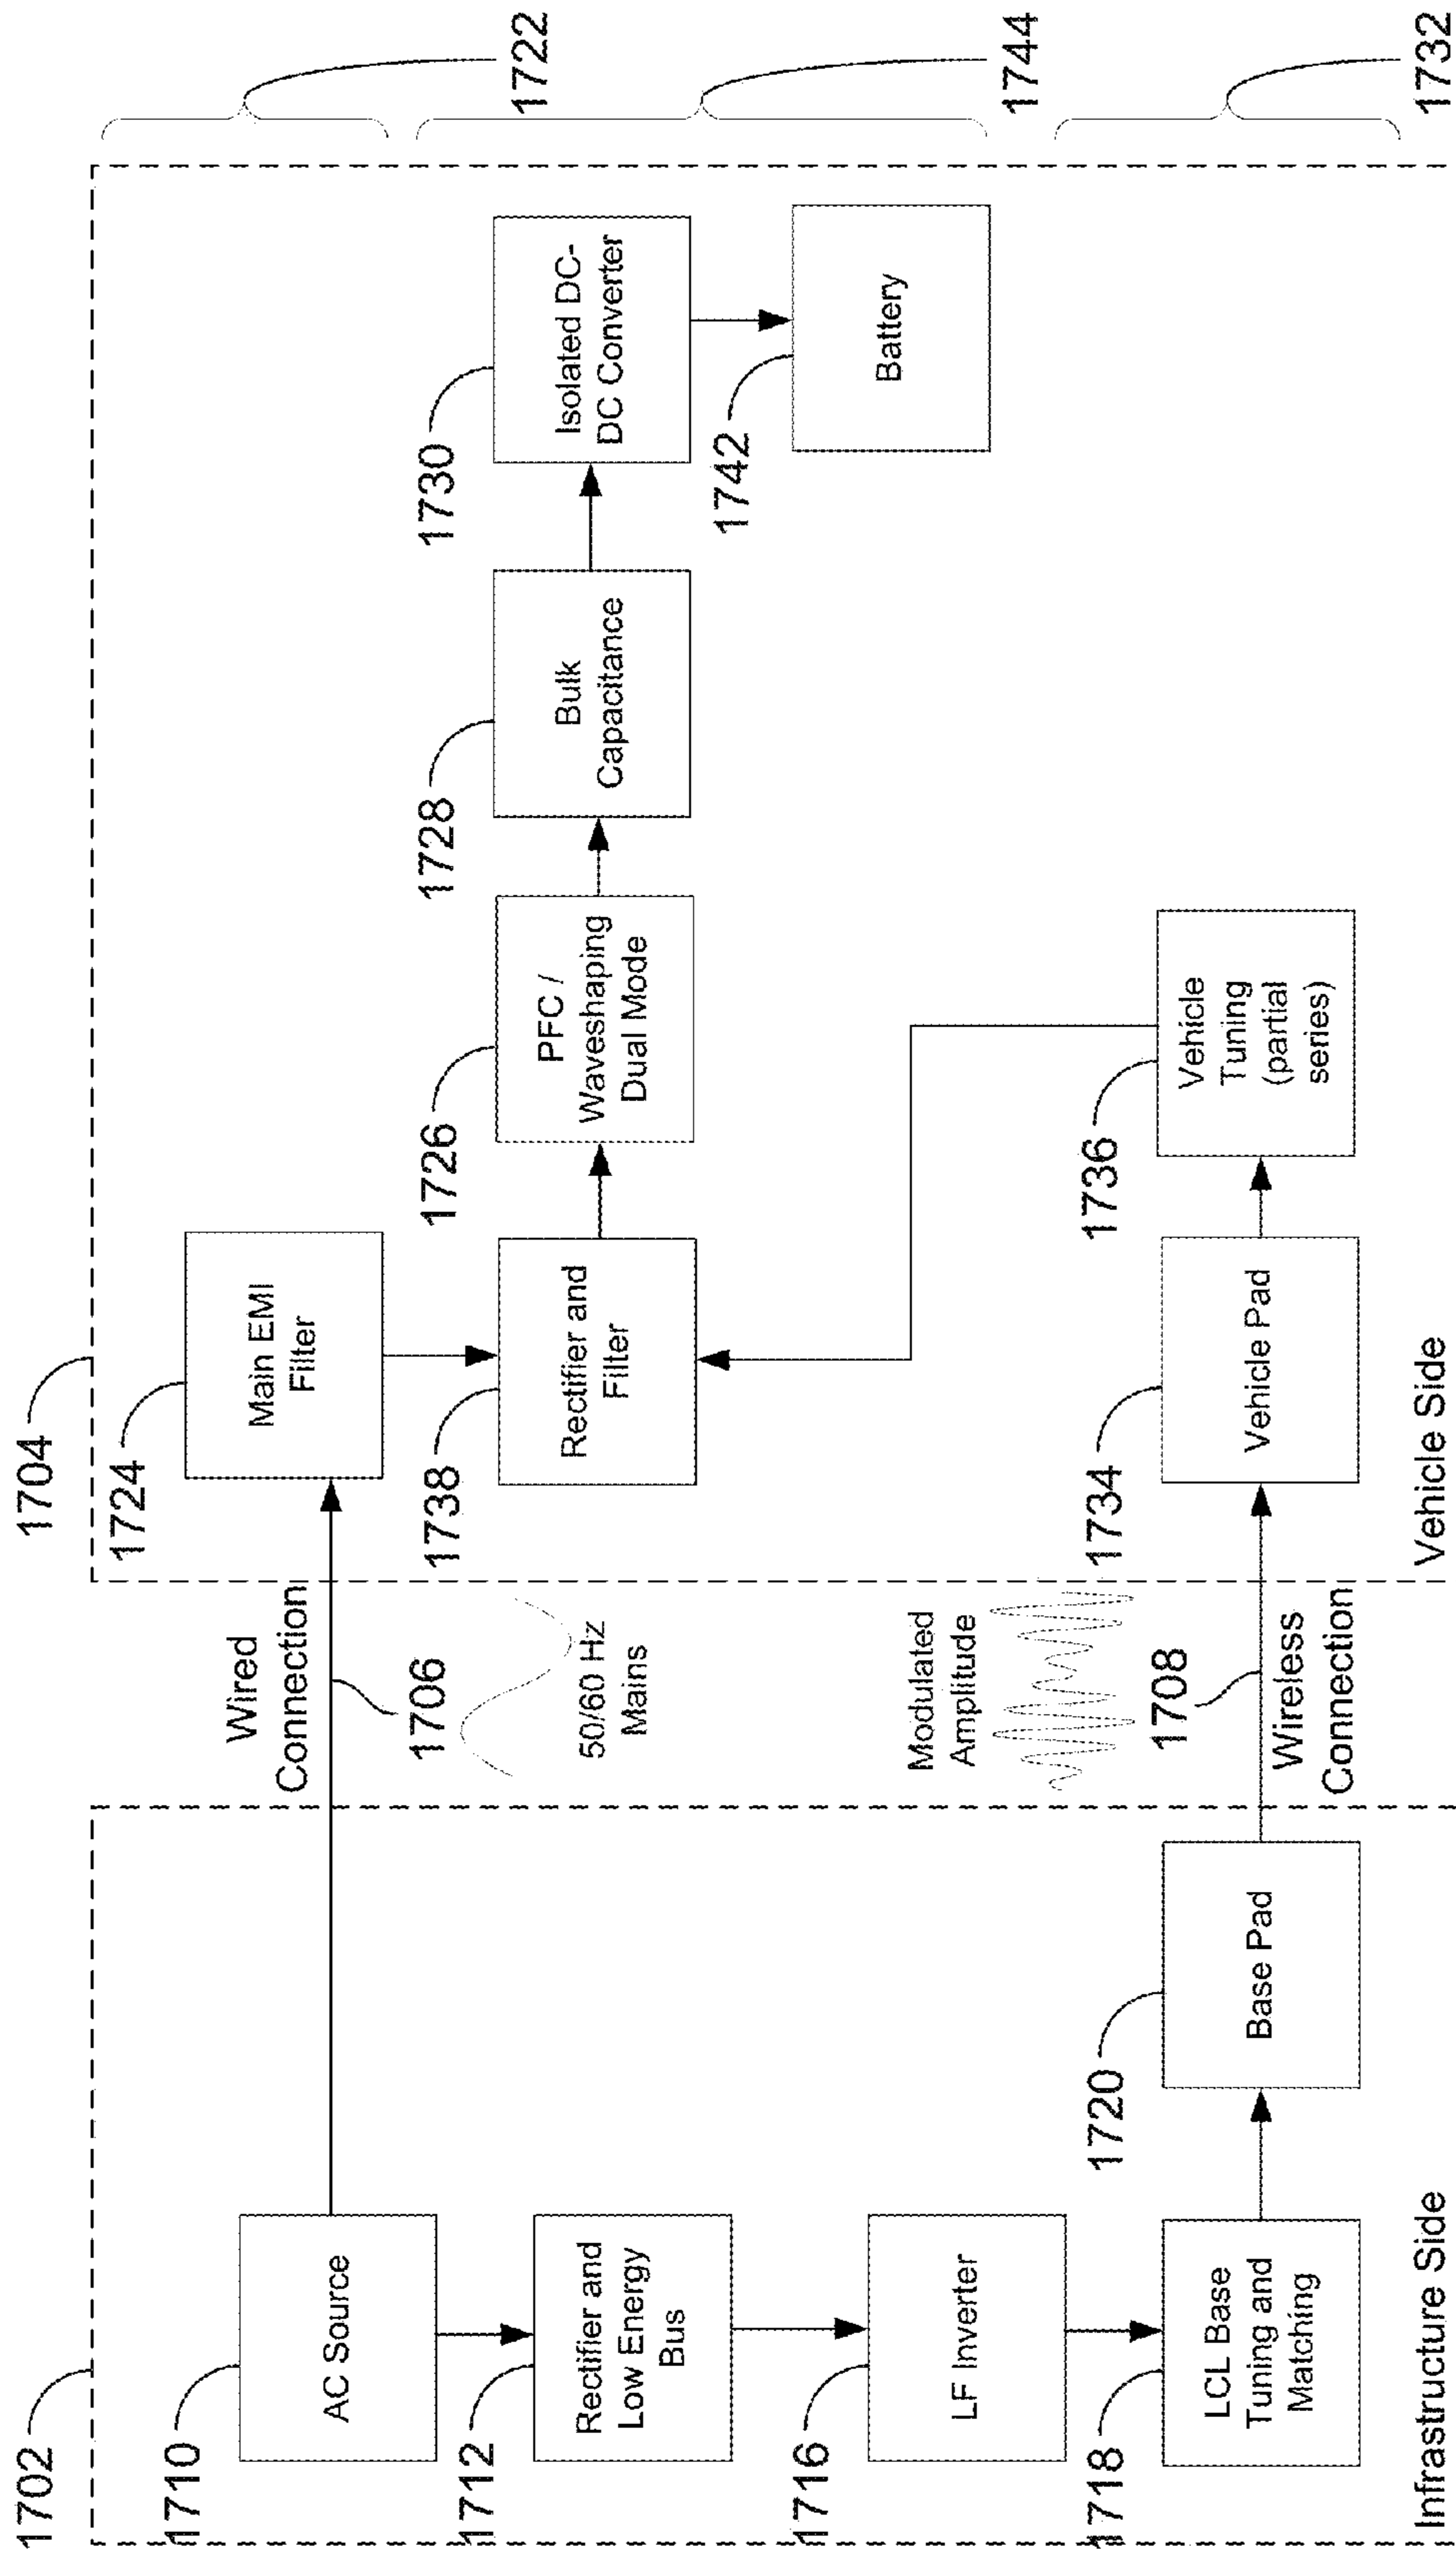 1702
1704
1710
AC Source
Wired
Connection
1706
50/60 Hz
Mains
1724
Main EMI
Filter
1722
1712
Rectifier and
Low Energy
Bus
1738
Rectifier and
Filter
1726
PFC /
Waveshaping
Dual Mode
1728
Bulk
Capacitance
1730
Isolated DC-
DC Converter
1742
Battery
1744
1716
LF Inverter
1718
LCL Base
Tuning and
Matching
1720
Base Pad
Modulated
Amplitude
1708
Wireless
Connection
1734
Vehicle Pad
1736
Vehicle
Tuning
(partial
series)
1732
Infrastructure Side
Vehicle Side